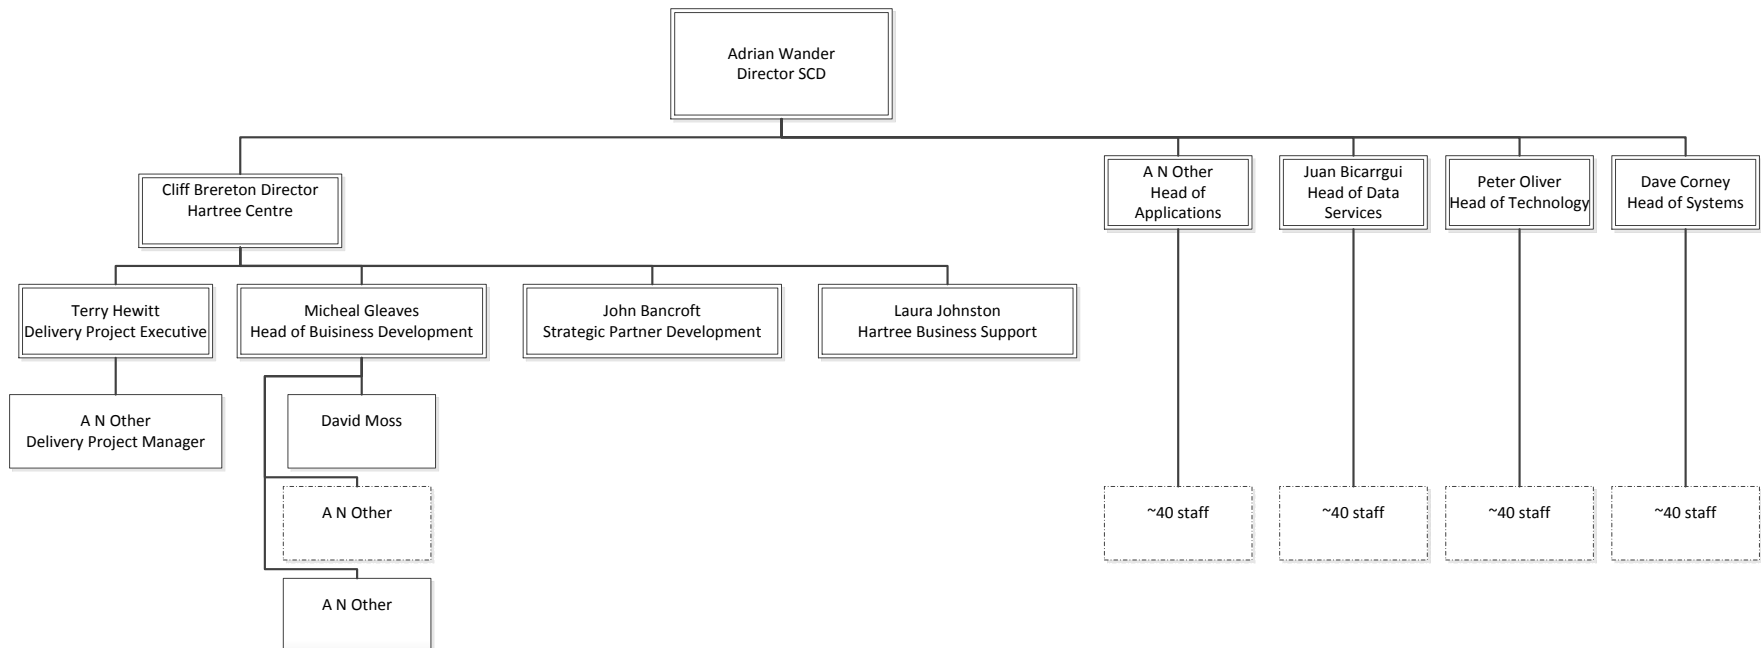 Adrian Wander
Director SCD
Cliff Brereton Director
Hartree Centre
A N Other
Head of
Applications
Juan Bicarrgui
Head of Data
Services
Peter Oliver
Head of Technology
Dave Corney
Head of Systems
Terry Hewitt
Delivery Project Executive
Micheal Gleaves
Head of Buisiness Development
John Bancroft
Strategic Partner Development
Laura Johnston
Hartree Business Support
A N Other
Delivery Project Manager
David Moss
A N Other
~40 staff
~40 staff
~40 staff
~40 staff
A N Other